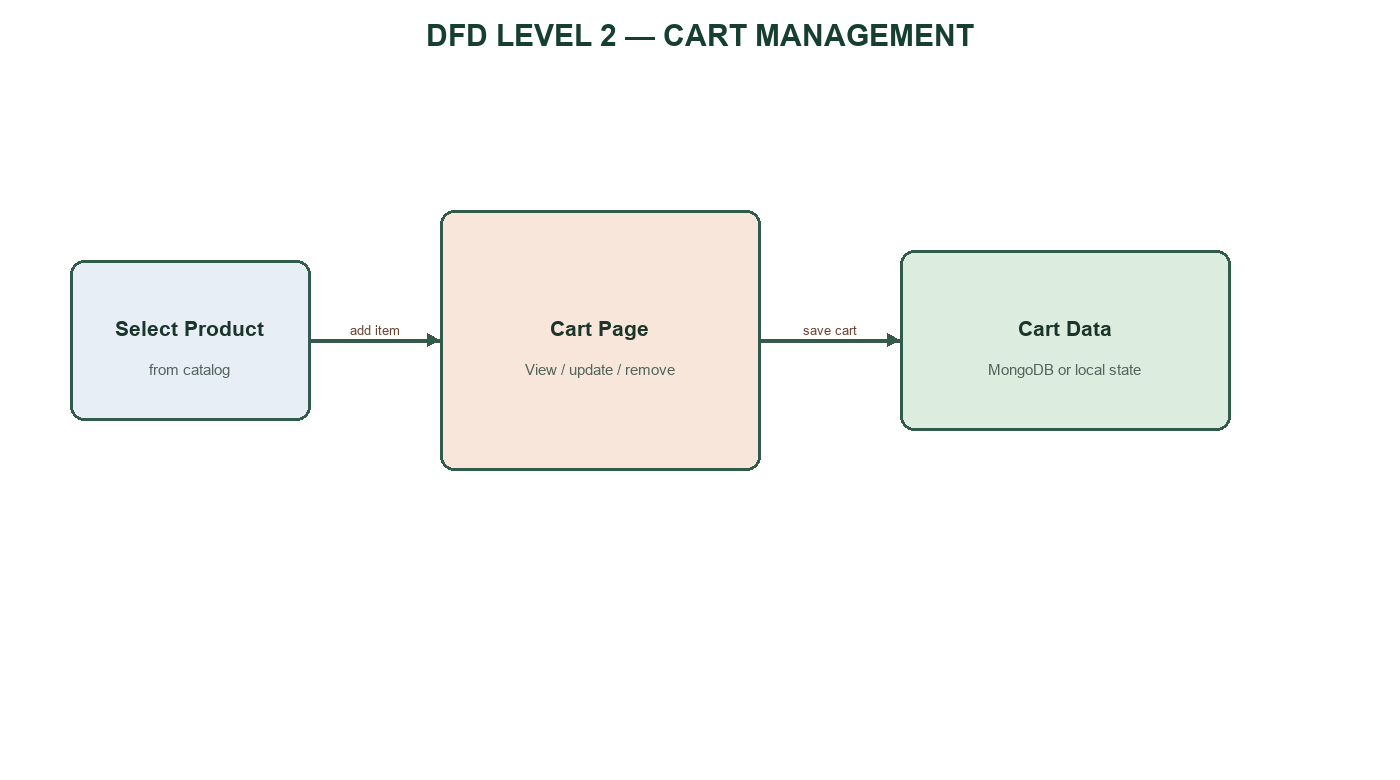 DFD LEVEL 2 — CART MANAGEMENT
Select Product
from catalog
add item
Cart Page
View / update / remove
save cart
Cart Data
MongoDB or local state